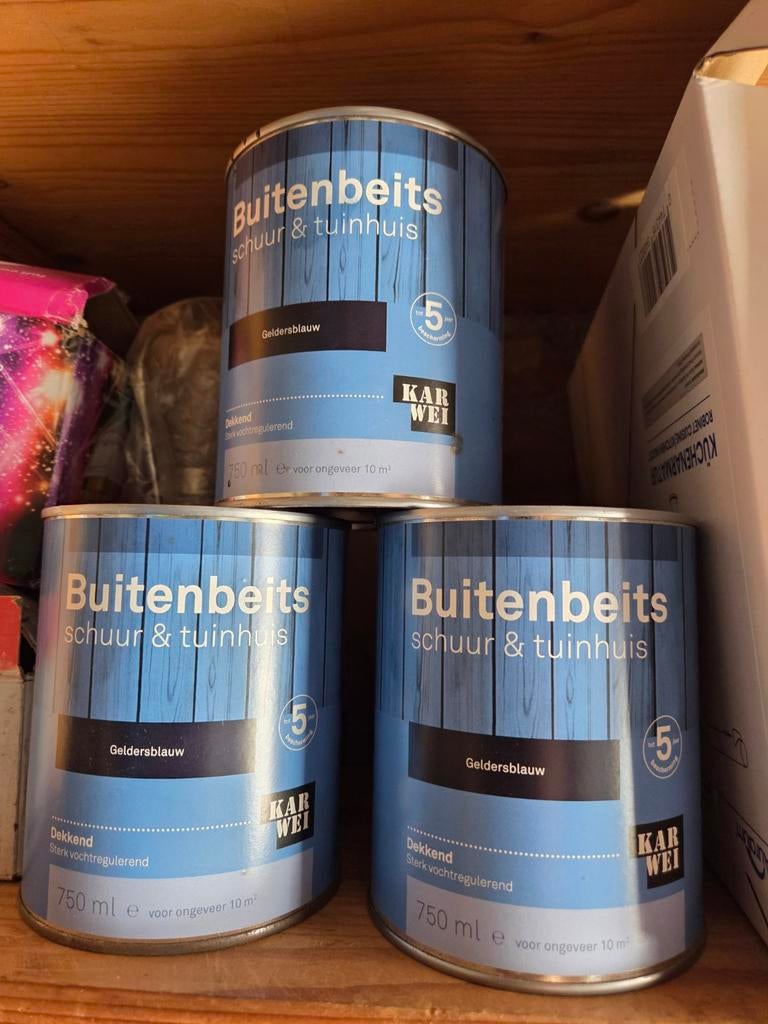 Buitenbeits
schuur & tuinhuis
Geldersblauw
tot 5 jaar
bescherming
KAR
WEI
Dekkend
Sterk vochtregulerend
750 ml e voor ongeveer 10 m²
Buitenbeits
schuur & tuinhuis
Geldersblauw
tot 5 jaar
bescherming
KAR
WEI
Dekkend
Sterk vochtregulerend
750 ml e voor ongeveer 10 m²
Buitenbeits
schuur & tuinhuis
Geldersblauw
tot 5 jaar
bescherming
KAR
WEI
Dekkend
Sterk vochtregulerend
750 ml e voor ongeveer 10 m²
KÜCHENARMATUR